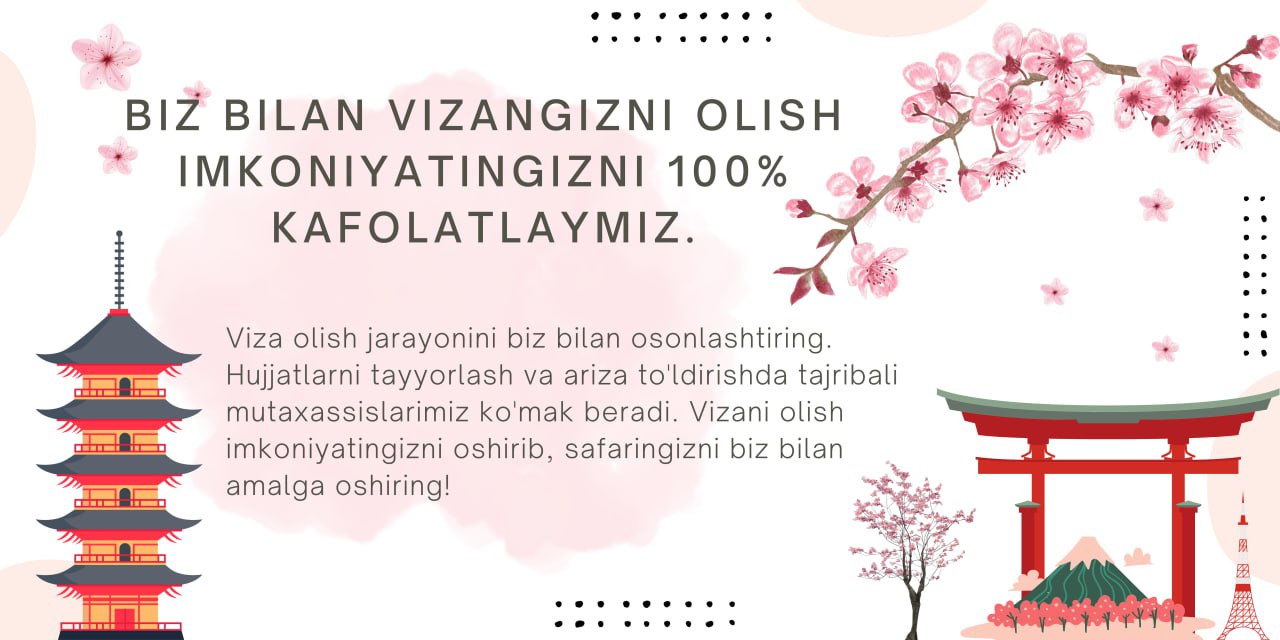 BIZ BILAN VIZANGIZNI OLISH
IMKONIYATINGIZNI 100%
KAFOLATLAYMIZ.
Viza olish jarayonini biz bilan osonlashtiring.
Hujjatlarni tayyorlash va ariza to'ldirishda tajribali
mutaxassislarimiz ko'mak beradi. Vizani olish
imkoniyatingizni oshirib, safaringizni biz bilan
amalga oshiring!